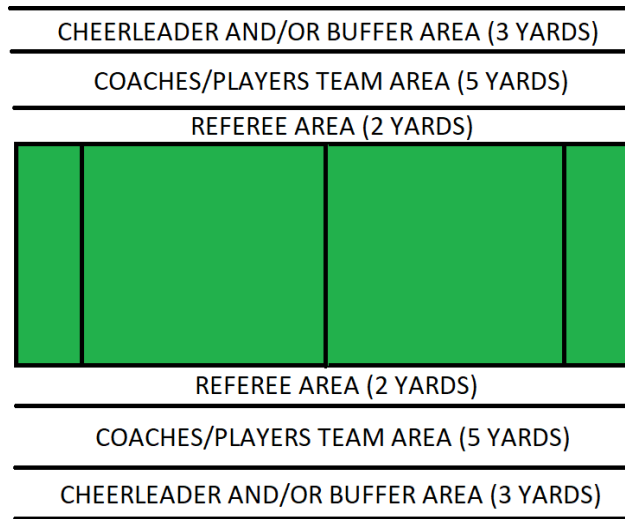 CHEERLEADER AND/OR BUFFER AREA (3 YARDS)
COACHES/PLAYERS TEAM AREA (5 YARDS)
REFEREE AREA (2 YARDS)
REFEREE AREA (2 YARDS)
COACHES/PLAYERS TEAM AREA (5 YARDS)
CHEERLEADER AND/OR BUFFER AREA (3 YARDS)